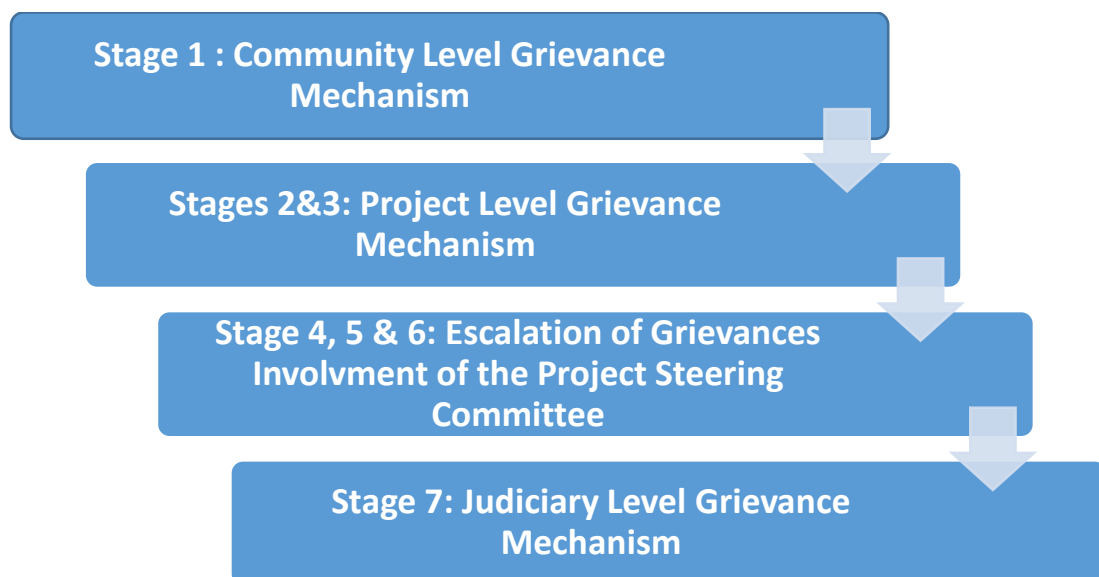 Stage 1 : Community Level Grievance
Mechanism
Stages 2&3: Project Level Grievance
Mechanism
Stage 4, 5 & 6: Escalation of Grievances
Involvment of the Project Steering
Committee
Stage 7: Judiciary Level Grievance
Mechanism